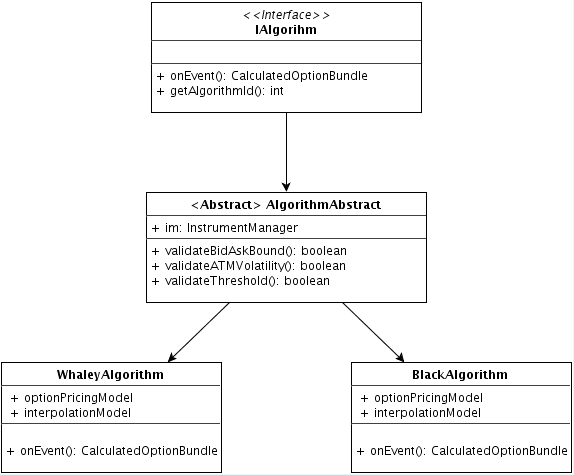 <<Interface>>
IAlgorihm
+ onEvent(): CalculatedOptionBundle
+ getAlgorithmId(): int
<Abstract> AlgorithmAbstract
+ im: InstrumentManager
+ validateBidAskBound(): boolean
+ validateATMVolatility(): boolean
+ validateThreshold(): boolean
WhaleyAlgorithm
+ optionPricingModel
+ interpolationModel
+ onEvent(): CalculatedOptionBundle
BlackAlgorithm
+ optionPricingModel
+ interpolationModel
+ onEvent(): CalculatedOptionBundle